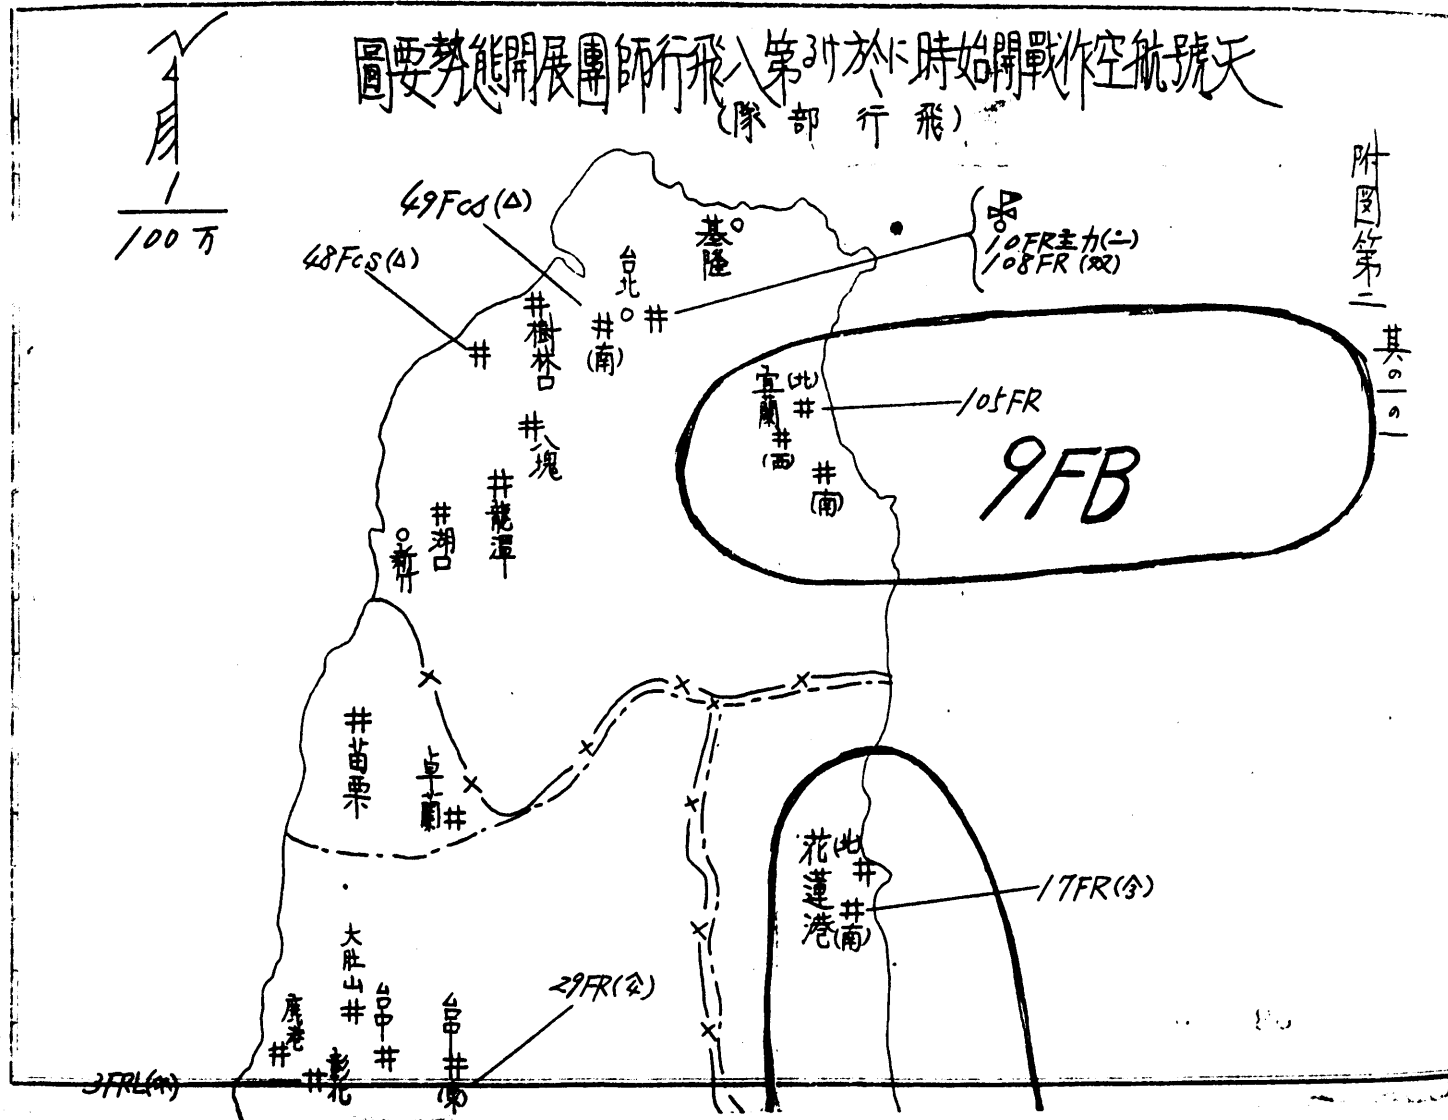 天號航空作戰開始時に於ける第八飛行師團展開態勢要圖
(飛行部隊)
附図第二
其の一の一
1
100万
49Fcs(△)
48Fcs(△)
10FR主力(二)
108FR(双)
基隆
台北
樹林口
(南)
宜蘭
(北)
105FR
(西)
(南)
9FB
八塊
龍潭
湖口
新竹
苗栗
卓蘭
花蓮港
(北)
(南)
17FR
大肚山
台中
台中
(東)
鹿港
彰化
29FR
3FRL